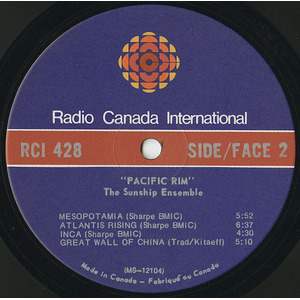 Radio Canada International
RCI 428 SIDE/FACE 2
"PACIFIC RIM"
The Sunship Ensemble
MESOPOTAMIA (Sharpe BMIC) 5:52
ATLANTIS RISING (Sharpe BMIC) 6:37
INCA (Sharpe BMIC) 4:30
GREAT WALL OF CHINA (Trad/Kitaeff) 5:10
(MS-12104)
Made in Canada - Fabriqué au Canada